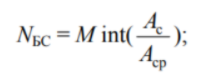 N_БС = M int(A_с / A_ср);